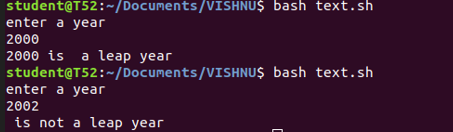 student@T52:~/Documents/VISHNU$ bash text.sh
enter a year
2000
2000 is  a leap year
student@T52:~/Documents/VISHNU$ bash text.sh
enter a year
2002
 is not a leap year